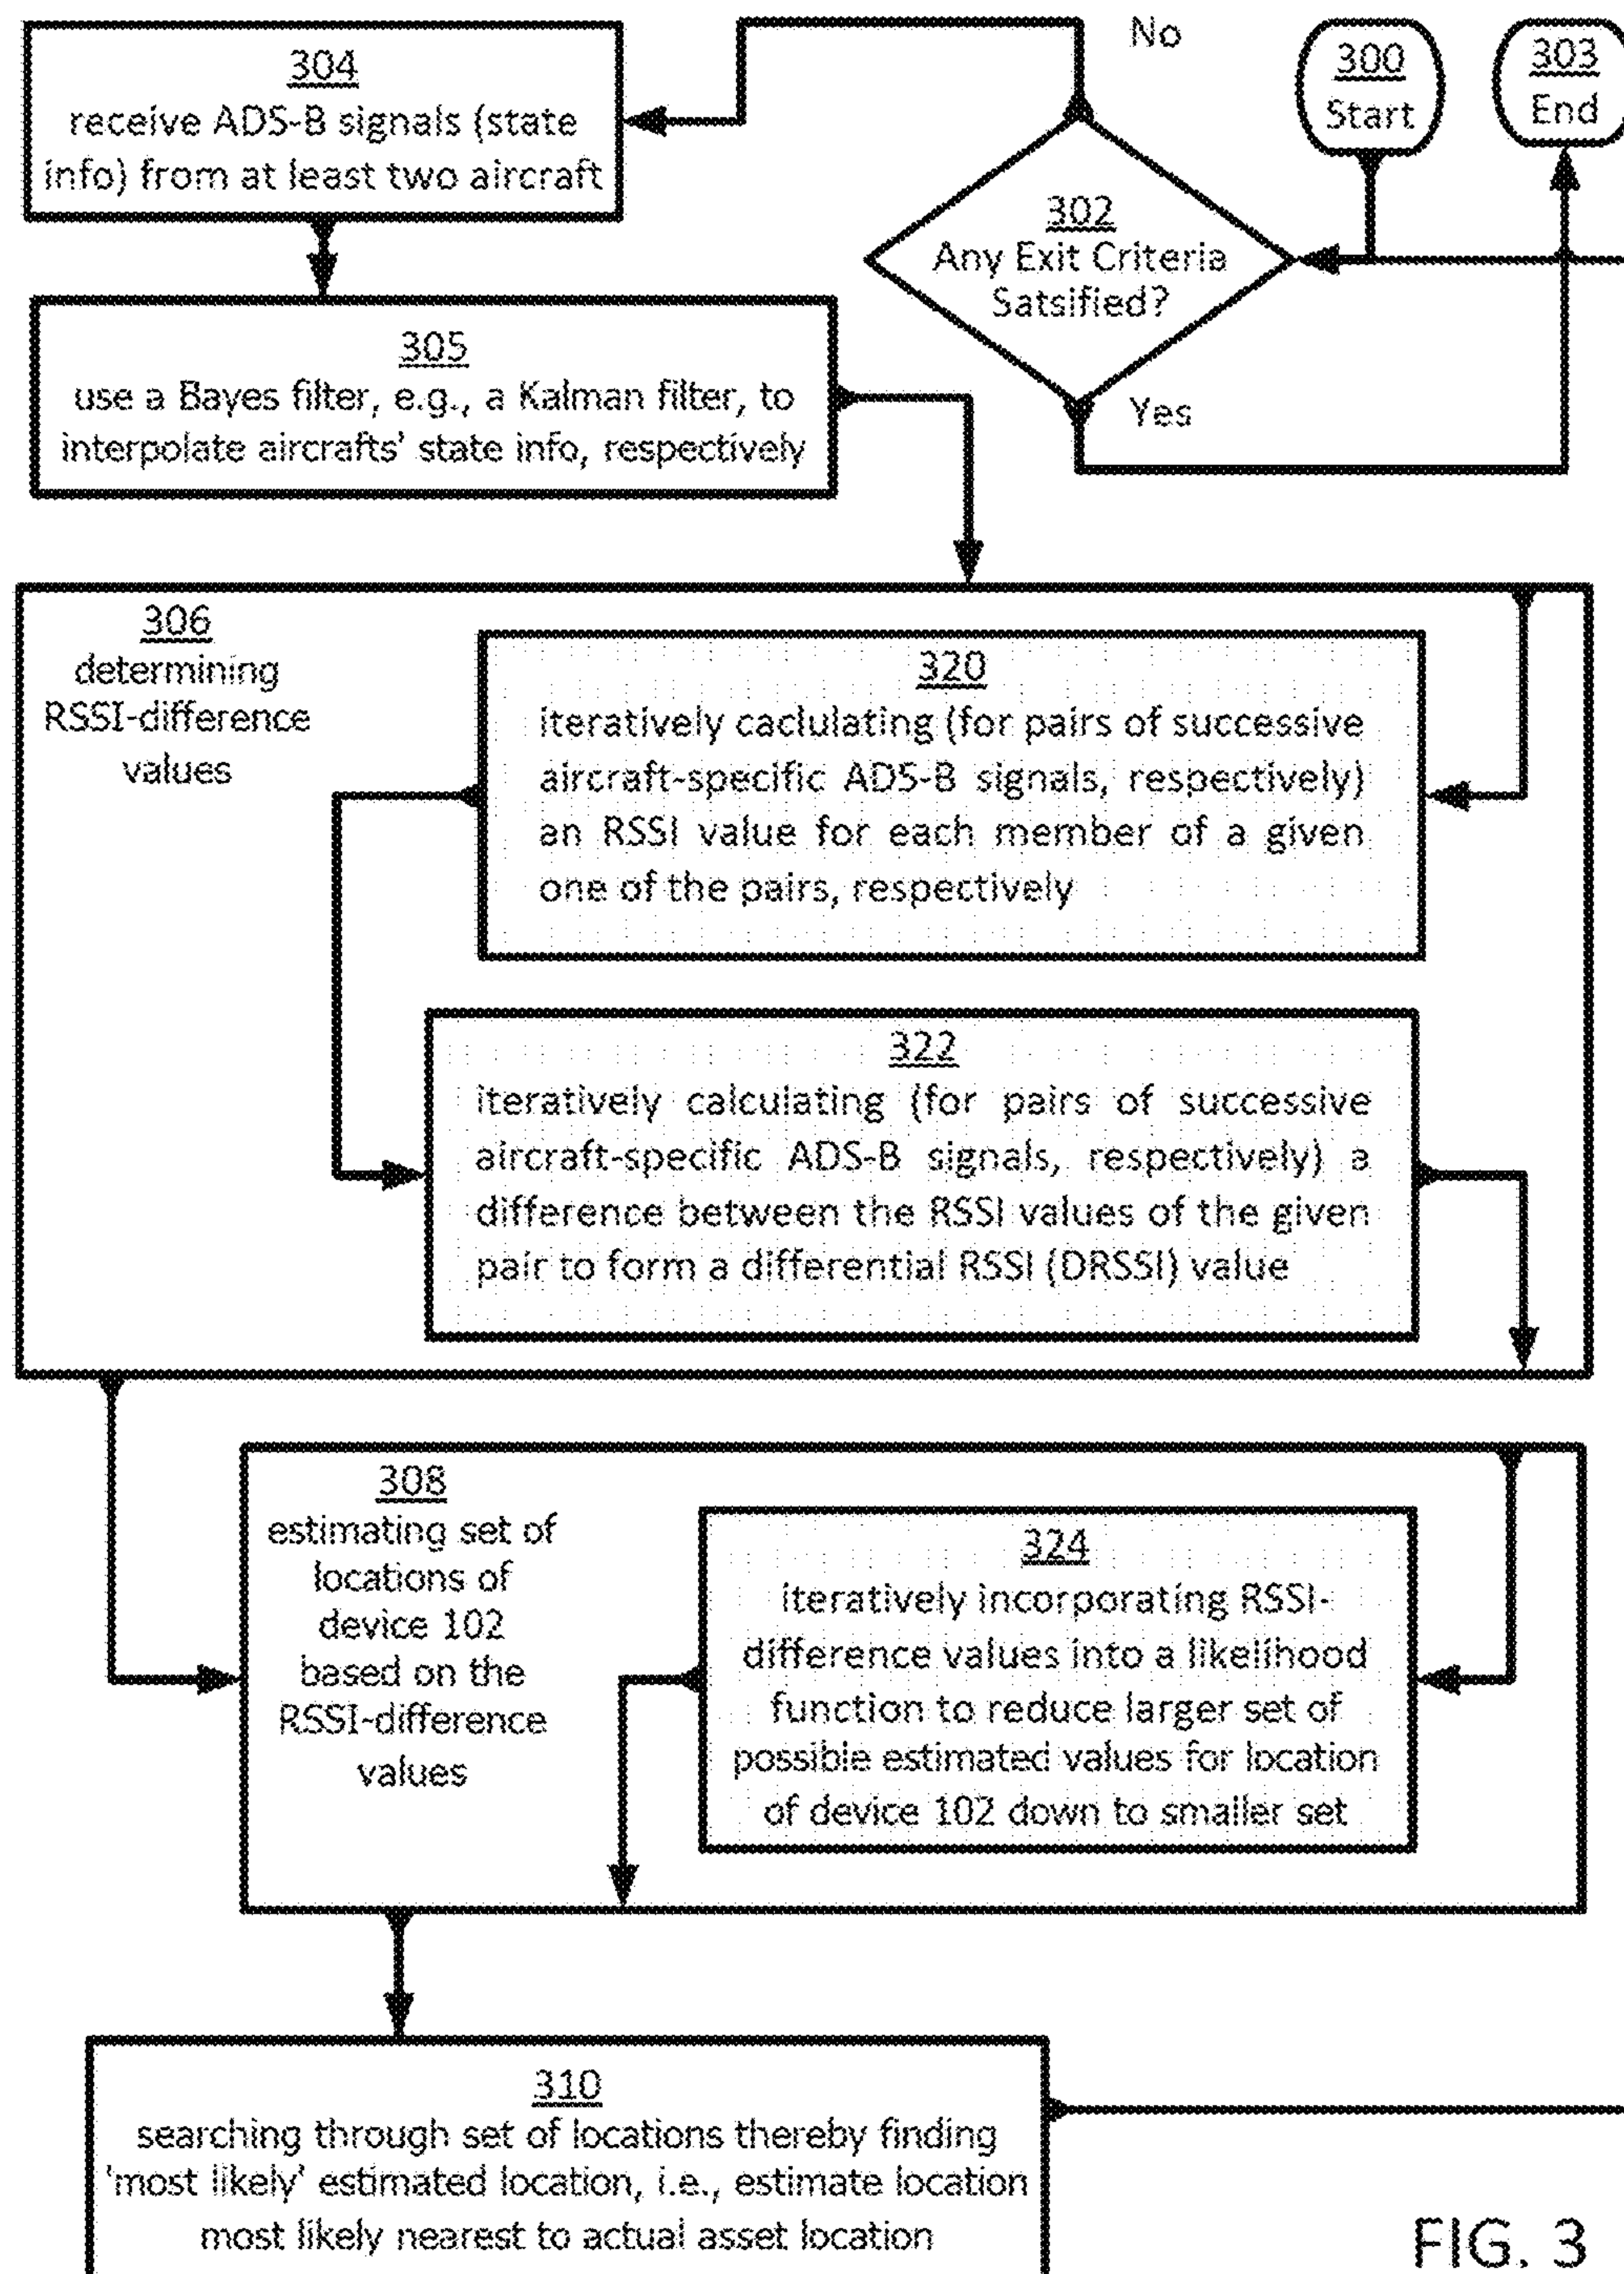 304
receive ADS-B signals (state
info) from at least two aircraft
No
300
Start
303
End
302
Any Exit Criteria
Satsified?
Yes
305
use a Bayes filter, e.g., a Kalman filter, to
interpolate aircrafts' state info, respectively
306
determining
RSSI-difference
values
320
iteratively caclulating (for pairs of successive
aircraft-specific ADS-B signals, respectively)
an RSSI value for each member of a given
one of the pairs, respectively
322
iteratively calculating (for pairs of successive
aircraft-specific ADS-B signals, respectively) a
difference between the RSSI values of the given
pair to form a differential RSSI (DRSSI) value
308
estimating set of
locations of
device 102
based on the
RSSI-difference
values
324
iteratively incorporating RSSI-
difference values into a likelihood
function to reduce larger set of
possible estimated values for location
of device 102 down to smaller set
310
searching through set of locations thereby finding
'most likely' estimated location, i.e., estimate location
most likely nearest to actual asset location
FIG. 3